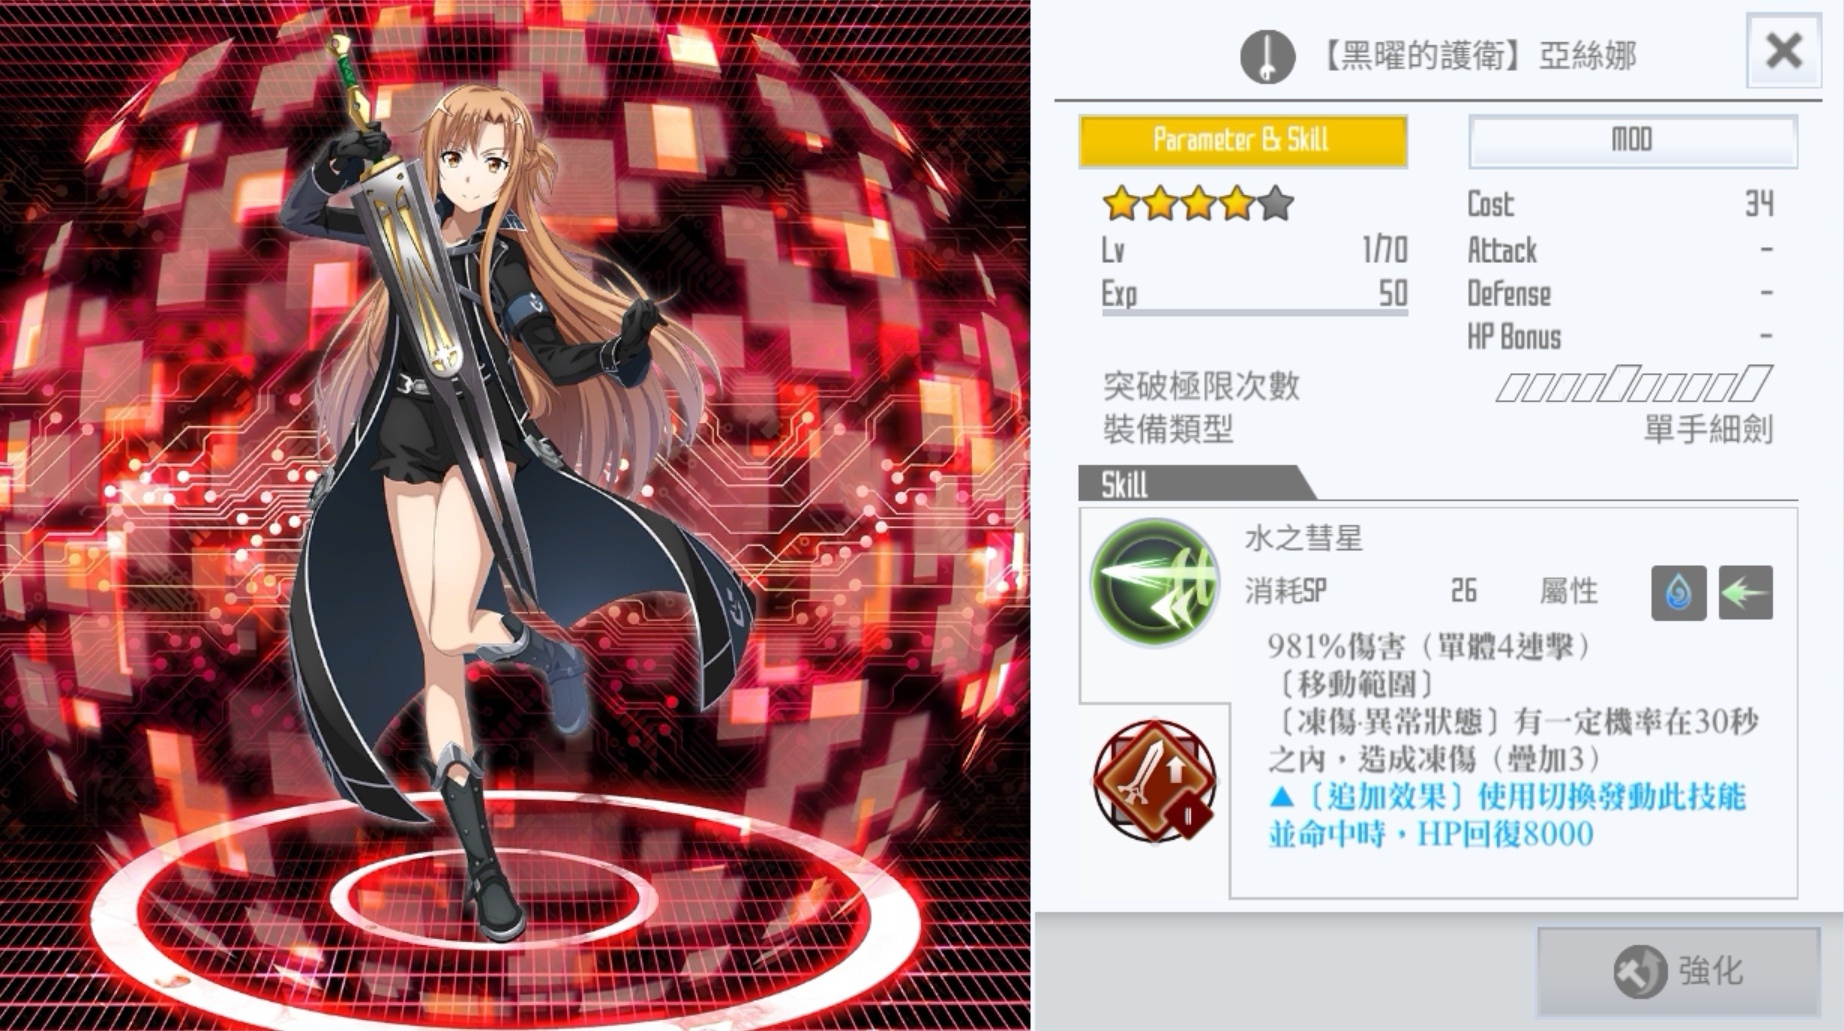 【黑曜的護衛】亞絲娜
Parameter & Skill
MOD
Lv 1/70
Exp 50
Cost 34
Attack -
Defense -
HP Bonus -
突破極限次數
裝備類型 單手細劍
Skill
水之彗星
消耗SP 26 屬性
981%傷害（單體4連擊）
〔移動範圍〕
〔凍傷·異常狀態〕有一定機率在30秒
之內，造成凍傷（疊加3）
▲〔追加效果〕使用切換發動此技能
並命中時，HP回復8000
強化